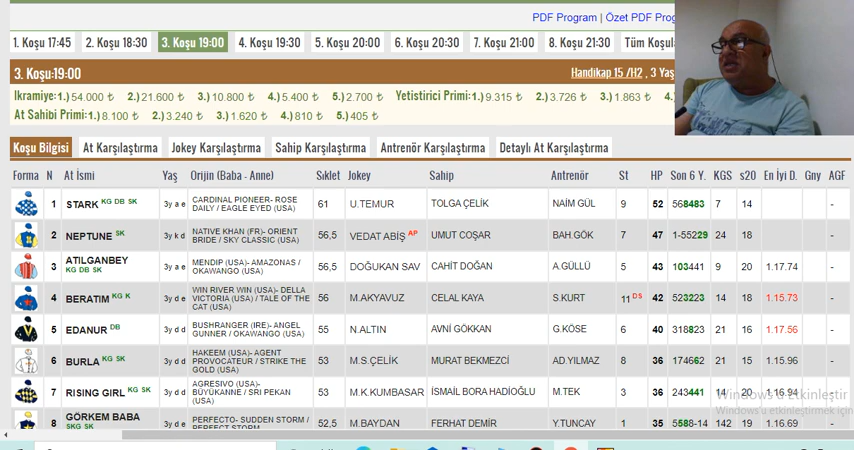 PDF Program | Özet PDF Prog
1. Koşu 17:45 2. Koşu 18:30 3. Koşu 19:00 4. Koşu 19:30 5. Koşu 20:00 6. Koşu 20:30 7. Koşu 21:00 8. Koşu 21:30 Tüm Koşula
3. Koşu:19:00 Handikap 15 /H2 , 3 Yaş
Ikramiye:1.) 54.000 ₺ 2.) 21.600 ₺ 3.) 10.800 ₺ 4.) 5.400 ₺ 5.) 2.700 ₺ Yetistirici Primi:1.) 9.315 ₺ 2.) 3.726 ₺ 3.) 1.863 ₺ 4.
At Sahibi Primi:1.) 8.100 ₺ 2.) 3.240 ₺ 3.) 1.620 ₺ 4.) 810 ₺ 5.) 405 ₺
Koşu Bilgisi At Karşılaştırma Jokey Karşılaştırma Sahip Karşılaştırma Antrenör Karşılaştırma Detaylı At Karşılaştırma
Forma N At İsmi Yaş Orijin (Baba - Anne) Sıklet Jokey Sahip Antrenör St HP Son 6 Y. KGS s20 En İyi D. Gny AGF
1 STARK KG DB SK 3y a e CARDINAL PIONEER- ROSE DAILY / EAGLE EYED (USA) 61 U.TEMUR TOLGA ÇELİK NAİM GÜL 9 52 568483 7 14 -
2 NEPTUNE SK 3y k d NATIVE KHAN (FR)- ORIENT BRIDE / SKY CLASSIC (USA) 56,5 VEDAT ABİŞ AP UMUT COŞAR BAH.GÖK 7 47 1-55229 24 18 -
3 ATILGANBEY KG DB SK 3y a e MENDIP (USA)- AMAZONAS / OKAWANGO (USA) 56,5 DOĞUKAN SAV CAHİT DOĞAN A.GÜLLÜ 5 43 103441 9 20 1.17.74 -
4 BERATIM KG K 3y d e WIN RIVER WIN (USA)- DELLA VICTORIA (USA) / TALE OF THE CAT (USA) 56 M.AKYAVUZ CELAL KAYA S.KURT 11 DS 42 523223 14 18 1.15.73 -
5 EDANUR DB 3y d d BUSHRANGER (IRE)- ANGEL GUNNER / OKAWANGO (USA) 55 N.ALTIN AVNİ GÖKKAN G.KÖSE 6 40 318823 21 16 1.17.56 -
6 BURLA KG SK 3y d d HAKEEM (USA)- AGENT PROVOCATEUR / STRIKE THE GOLD (USA) 53 M.S.ÇELİK MURAT BEKMEZCİ AD.YILMAZ 8 36 174662 21 15 1.15.96 -
7 RISING GIRL KG SK 3y d d AGRESIVO (USA)- BÜYÜKANNE / SRI PEKAN (USA) 53 M.K.KUMBASAR İSMAİL BORA HADİOĞLU M.TEK 3 36 243441 14 20 1.16.94 -
Windows'u Etkinleştir
Windows'u etkinleştirmek için
8 GÖRKEM BABA SKG SK 3y d e PERFECTO- SUDDEN STORM / PERFECT STORM 52,5 M.BAYDAN FERHAT DEMİR Y.TUNCAY 1 35 5588-14 142 19 1.16.69 -